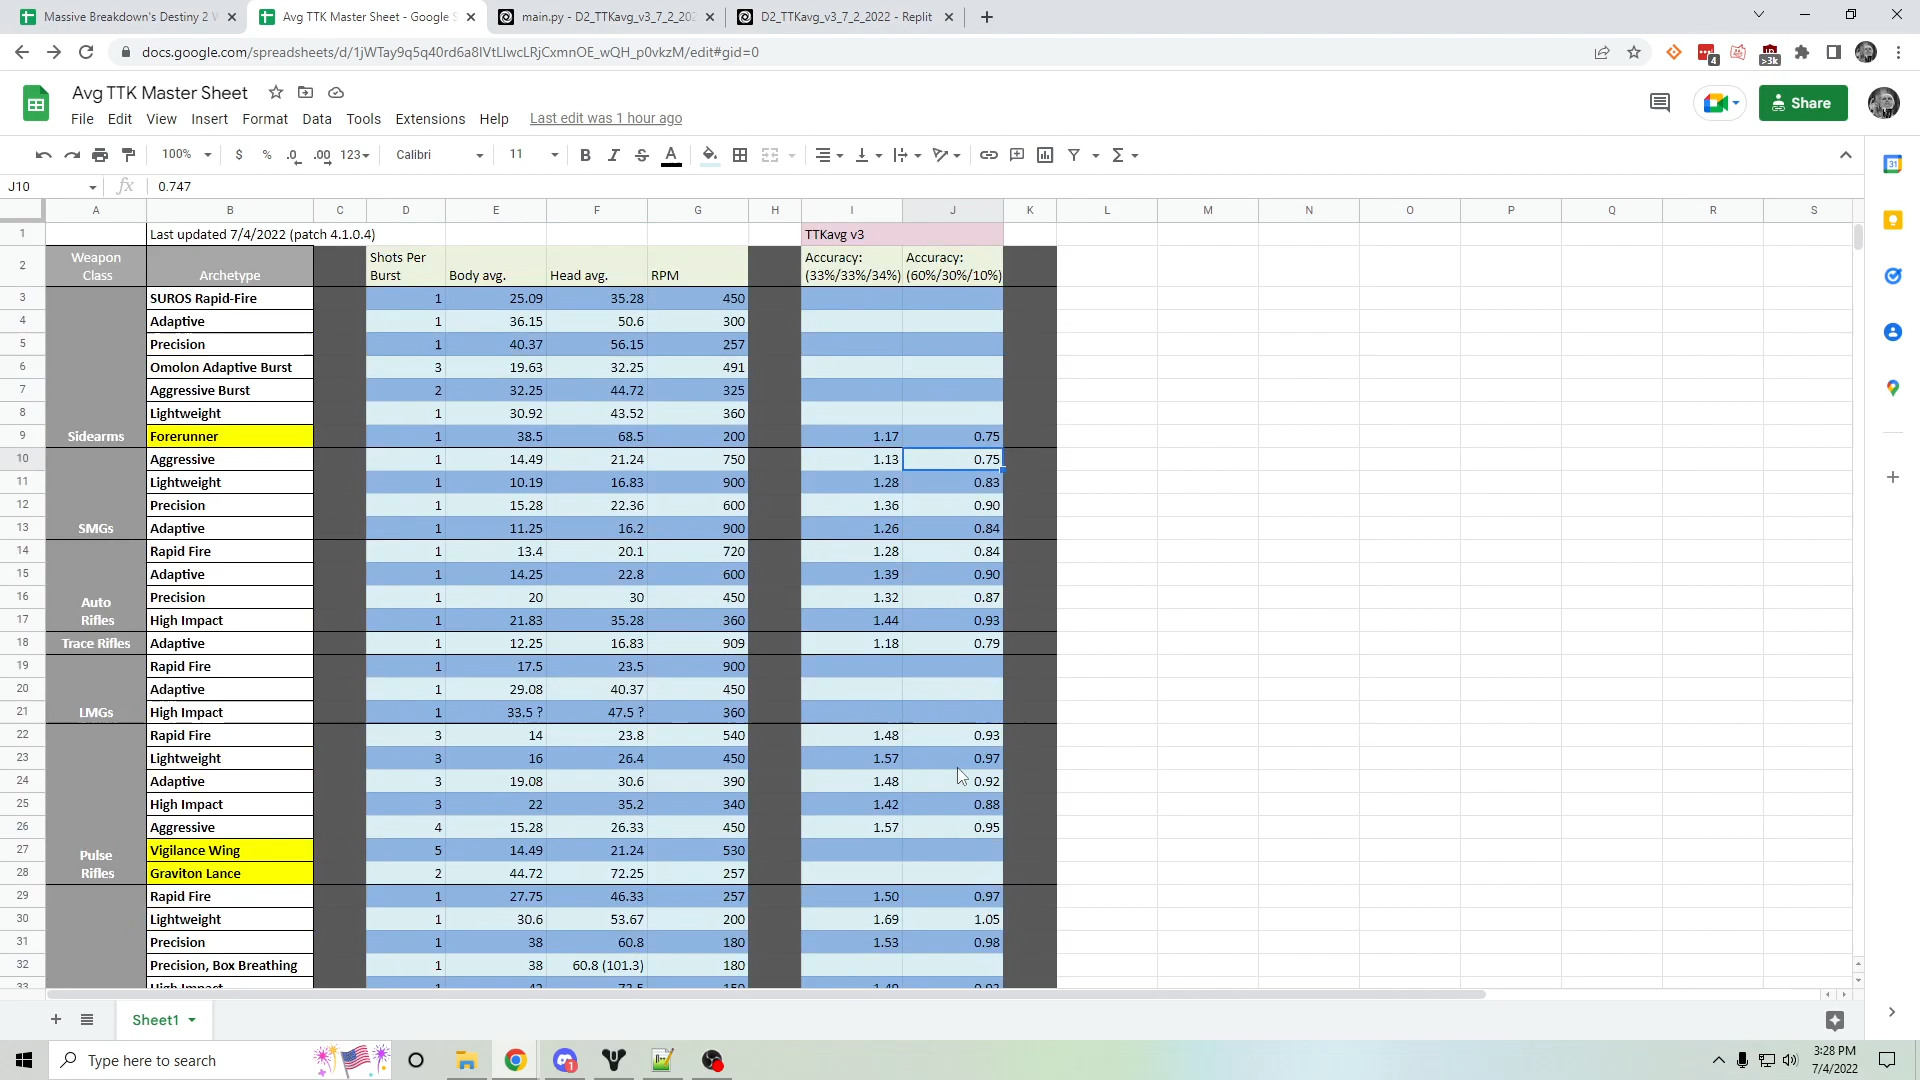 Massive Breakdown's Destiny 2 W
Avg TTK Master Sheet - Google S
main.py - D2_TTKavg_v3_7_2_202
D2_TTKavg_v3_7_2_2022 - Replit
docs.google.com/spreadsheets/d/1jWTay9q5q40rd6a8IVtLlwcLRjCxmnOE_wQH_p0vkzM/edit#gid=0
4
>3k
Avg TTK Master Sheet
File Edit View Insert Format Data Tools Extensions Help Last edit was 1 hour ago
Share
100% $ % .0 .00 123 Calibri 11 B I S A Σ
31
J10 fx 0.747
A B C D E F G H I J K L M N O P Q R S
1 Last updated 7/4/2022 (patch 4.1.0.4) TTKavg v3
2 Weapon Class Archetype Shots Per Burst Body avg. Head avg. RPM Accuracy: (33%/33%/34%) Accuracy: (60%/30%/10%)
3 SUROS Rapid-Fire 1 25.09 35.28 450
4 Adaptive 1 36.15 50.6 300
5 Precision 1 40.37 56.15 257
6 Omolon Adaptive Burst 3 19.63 32.25 491
7 Aggressive Burst 2 32.25 44.72 325
8 Lightweight 1 30.92 43.52 360
9 Sidearms Forerunner 1 38.5 68.5 200 1.17 0.75
10 Aggressive 1 14.49 21.24 750 1.13 0.75
11 Lightweight 1 10.19 16.83 900 1.28 0.83
12 Precision 1 15.28 22.36 600 1.36 0.90
13 SMGs Adaptive 1 11.25 16.2 900 1.26 0.84
14 Rapid Fire 1 13.4 20.1 720 1.28 0.84
15 Adaptive 1 14.25 22.8 600 1.39 0.90
16 Auto Precision 1 20 30 450 1.32 0.87
17 Rifles High Impact 1 21.83 35.28 360 1.44 0.93
18 Trace Rifles Adaptive 1 12.25 16.83 909 1.18 0.79
19 Rapid Fire 1 17.5 23.5 900
20 Adaptive 1 29.08 40.37 450
21 LMGs High Impact 1 33.5 ? 47.5 ? 360
22 Rapid Fire 3 14 23.8 540 1.48 0.93
23 Lightweight 3 16 26.4 450 1.57 0.97
24 Adaptive 3 19.08 30.6 390 1.48 0.92
25 High Impact 3 22 35.2 340 1.42 0.88
26 Aggressive 4 15.28 26.33 450 1.57 0.95
27 Pulse Vigilance Wing 5 14.49 21.24 530
28 Rifles Graviton Lance 2 44.72 72.25 257
29 Rapid Fire 1 27.75 46.33 257 1.50 0.97
30 Lightweight 1 30.6 53.67 200 1.69 1.05
31 Precision 1 38 60.8 180 1.53 0.98
32 Precision, Box Breathing 1 38 60.8 (101.3) 180
33 High Impact 1 42 150 1.49
Sheet1
Type here to search
1
3:28 PM
7/4/2022